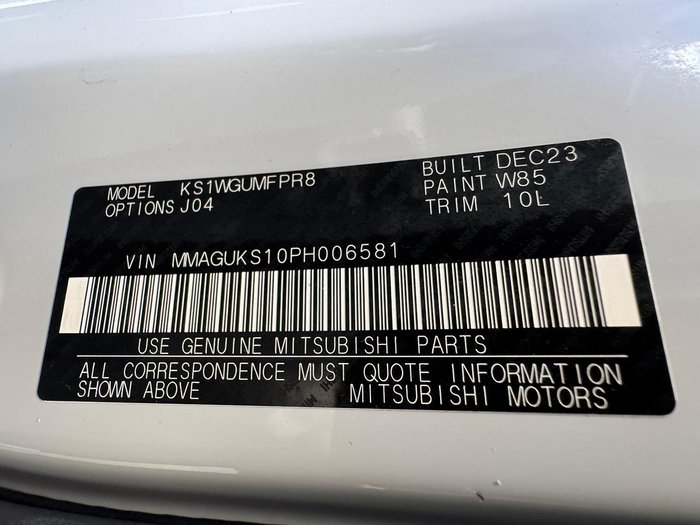 MODEL KS1WGUMFPR8 BUILT DEC23
OPTIONS J04 PAINT W85
TRIM 10L
VIN MMAGUKS10PH006581
USE GENUINE MITSUBISHI PARTS
ALL CORRESPONDENCE MUST QUOTE INFORMATION
SHOWN ABOVE MITSUBISHI MOTORS